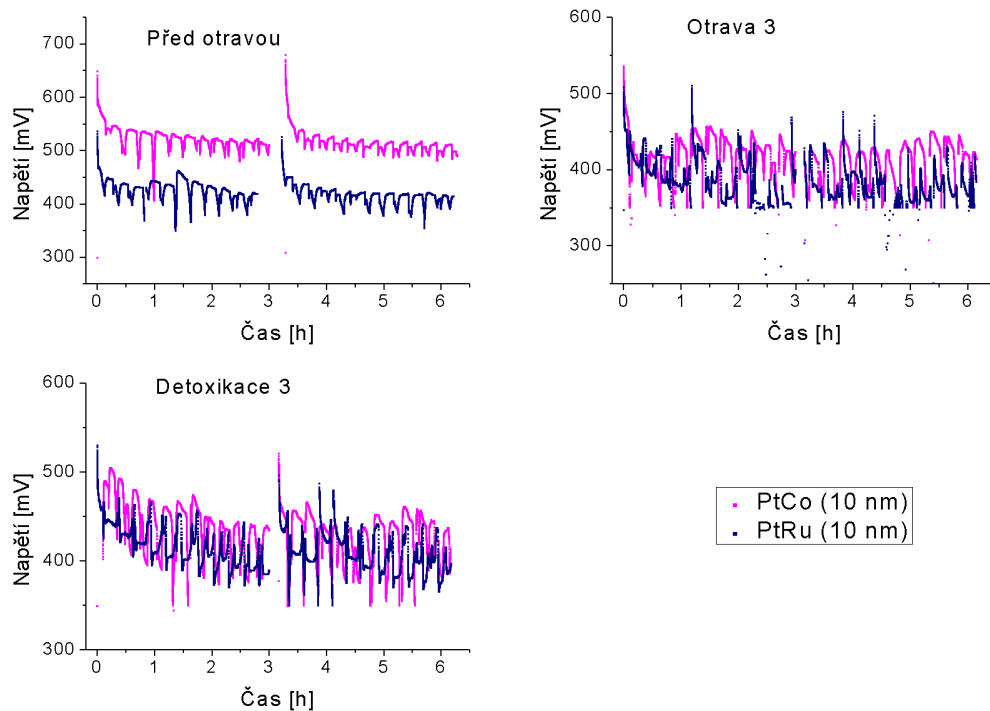 Před otravou
700
600
500
400
300
Napětí [mV]
0 1 2 3 4 5 6
Čas [h]
Otrava 3
600
500
400
300
Napětí [mV]
0 1 2 3 4 5 6
Čas [h]
Detoxikace 3
600
500
400
300
Napětí [mV]
0 1 2 3 4 5 6
Čas [h]
PtCo (10 nm)
PtRu (10 nm)